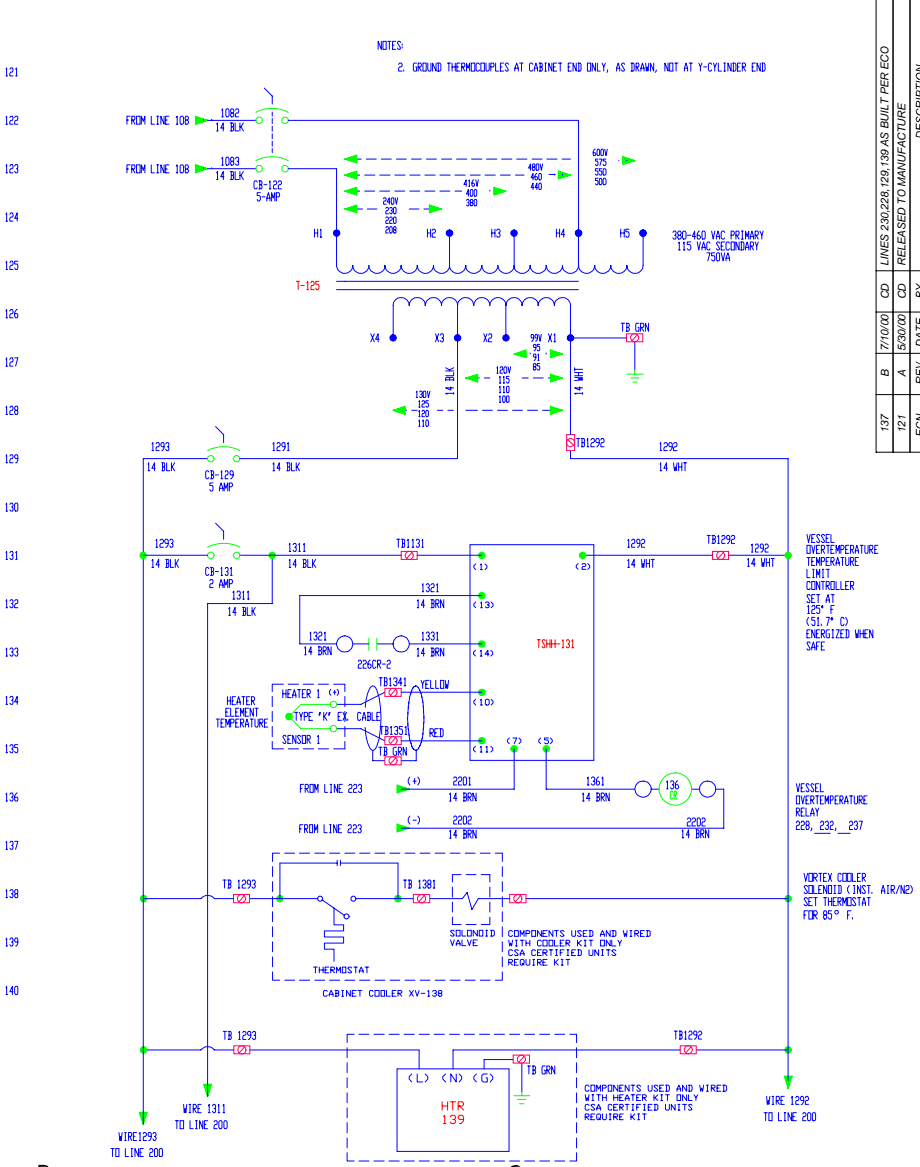 NOTES:
2. GROUND THERMOCOUPLES AT CABINET END ONLY, AS DRAWN, NOT AT Y-CYLINDER END
121
122
123
124
125
126
127
128
129
130
131
132
133
134
135
136
137
138
139
140
FROM LINE 108
1082
14 BLK
FROM LINE 108
1083
14 BLK
CB-122
5-AMP
600V
575
550
500
480V
460
440
416V
400
380
240V
230
220
208
H1
H2
H3
H4
H5
380-460 VAC PRIMARY
115 VAC SECONDARY
750VA
T-125
X4
X3
X2
X1
TB GRN
99V
95
91
85
120V
115
110
100
130V
125
120
110
14 BLK
14 WHT
TB1292
1293
14 BLK
CB-129
5 AMP
1291
14 BLK
1292
14 WHT
1293
14 BLK
CB-131
2 AMP
1311
14 BLK
1311
14 BLK
TB1131
(1)
(2)
1292
14 WHT
TB1292
1292
14 WHT
VESSEL
OVERTEMPERATURE
TEMPERATURE
LIMIT
CONTROLLER
SET AT
125° F
(51.7° C)
ENERGIZED WHEN
SAFE
1321
14 BRN
(13)
1321
14 BRN
226CR-2
1331
14 BRN
(14)
TSHH-131
HEATER
ELEMENT
TEMPERATURE
HEATER 1 (+)
TYPE "K" EX. CABLE
SENSOR 1
TB1341
YELLOW
(10)
TB1351
RED
(11)
TB GRN
(7)
(5)
FROM LINE 223
(+)
2201
14 BRN
1361
14 BRN
136
CR
FROM LINE 223
(-)
2202
14 BRN
2202
14 BRN
VESSEL
OVERTEMPERATURE
RELAY
228, 232, 237
TB 1293
TB 1381
SOLONOID
VALVE
THERMOSTAT
COMPONENTS USED AND WIRED
WITH COOLER KIT ONLY
CSA CERTIFIED UNITS
REQUIRE KIT
CABINET COOLER XV-138
VORTEX COOLER
SOLENOID (INST. AIR/N2)
SET THERMOSTAT
FOR 85° F.
TB 1293
TB1292
(L) (N) (G)
TB GRN
HTR
139
COMPONENTS USED AND WIRED
WITH HEATER KIT ONLY
CSA CERTIFIED UNITS
REQUIRE KIT
WIRE1293
TO LINE 200
WIRE 1311
TO LINE 200
WIRE 1292
TO LINE 200
137 B 7/10/00 CD LINES 230,228,129,139 AS BUILT PER ECO
121 A 5/30/00 CD RELEASED TO MANUFACTURE
ECN REV DATE BY DESCRIPTION